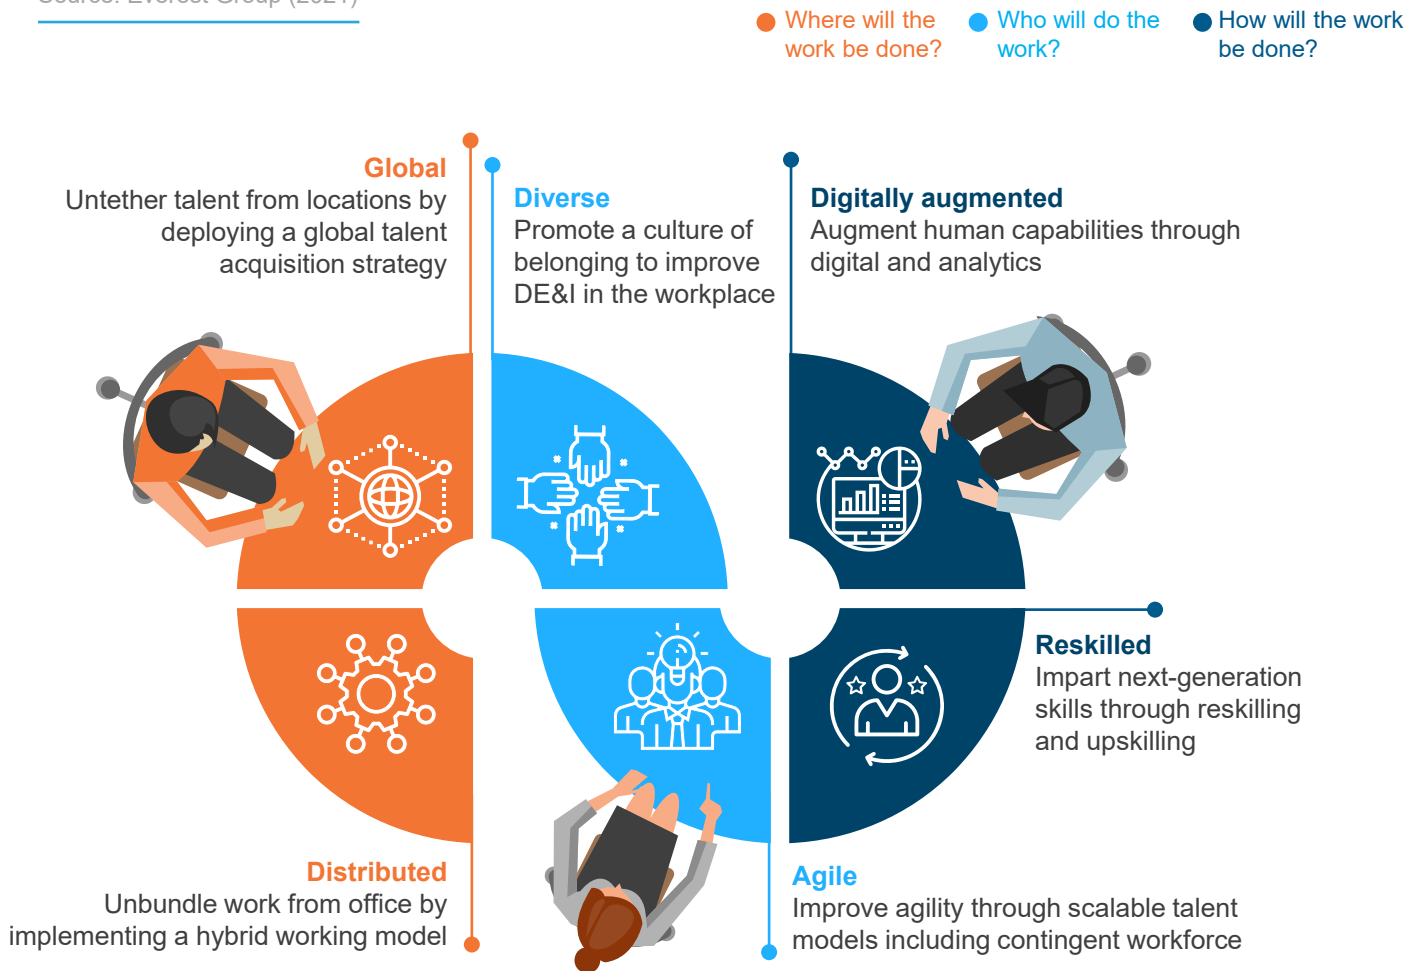 Source: Everest Group (2021)
Where will the
work be done?
Who will do the
work?
How will the work
be done?
Global
Untether talent from locations by
deploying a global talent
acquisition strategy
Diverse
Promote a culture of
belonging to improve
DE&I in the workplace
Digitally augmented
Augment human capabilities through
digital and analytics
Reskilled
Impart next-generation
skills through reskilling
and upskilling
Distributed
Unbundle work from office by
implementing a hybrid working model
Agile
Improve agility through scalable talent
models including contingent workforce